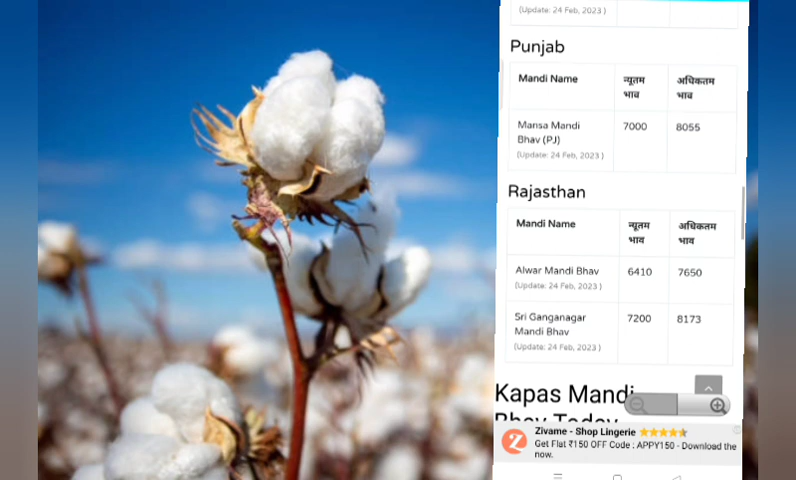 (Update: 24 Feb, 2023 )
Punjab
Mandi Name न्यूतम भाव अधिकतम भाव
Mansa Mandi Bhav (PJ) 7000 8055
(Update: 24 Feb, 2023 )
Rajasthan
Mandi Name न्यूतम भाव अधिकतम भाव
Alwar Mandi Bhav 6410 7650
(Update: 24 Feb, 2023 )
Sri Ganganagar Mandi Bhav 7200 8173
(Update: 24 Feb, 2023 )
Kapas Mandi
Bhav Today
Zivame - Shop Lingerie
Get Flat ₹150 OFF Code : APPY150 - Download the
now.